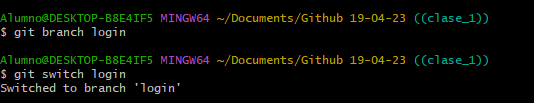 Alumno@DESKTOP-B8E4IF5 MINGW64 ~/Documents/Github 19-04-23 ((clase_1))
$ git branch login
Alumno@DESKTOP-B8E4IF5 MINGW64 ~/Documents/Github 19-04-23 ((clase_1))
$ git switch login
Switched to branch 'login'